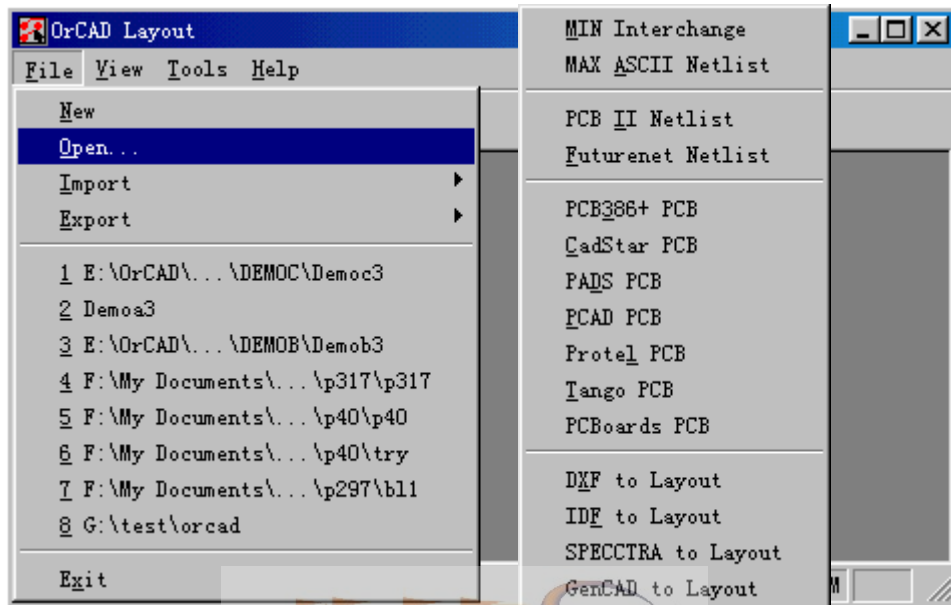 OrCAD Layout
File View Tools Help
New
Open...
Import
Export
1 E:\OrCAD\...\DEMOC\Democ3
2 Demoa3
3 E:\OrCAD\...\DEMOB\Demob3
4 F:\My Documents\...\p317\p317
5 F:\My Documents\...\p40\p40
6 F:\My Documents\...\p40\try
7 F:\My Documents\...\p297\bl1
8 G:\test\orcad
Exit
MIN Interchange
MAX ASCII Netlist
PCB II Netlist
Futurenet Netlist
PCB386+ PCB
CadStar PCB
PADS PCB
PCAD PCB
Protel PCB
Tango PCB
PCBoards PCB
DXF to Layout
IDF to Layout
SPECCTRA to Layout
GenCAD to Layout